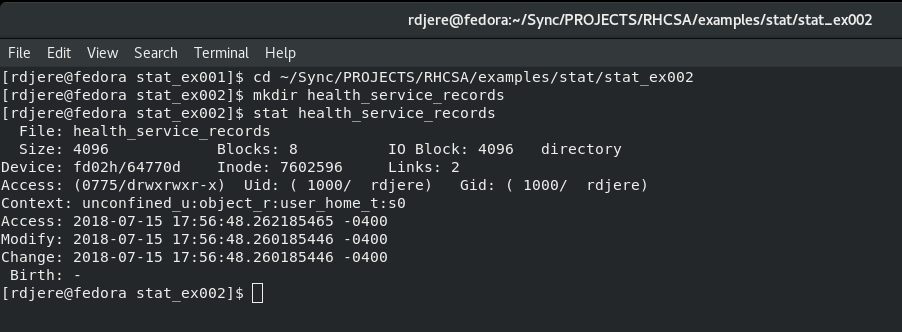 rdjere@fedora:~/Sync/PROJECTS/RHCSA/examples/stat/stat_ex002
File Edit View Search Terminal Help
[rdjere@fedora stat_ex001]$ cd ~/Sync/PROJECTS/RHCSA/examples/stat/stat_ex002
[rdjere@fedora stat_ex002]$ mkdir health_service_records
[rdjere@fedora stat_ex002]$ stat health_service_records
  File: health_service_records
  Size: 4096            Blocks: 8          IO Block: 4096   directory
Device: fd02h/64770d    Inode: 7602596     Links: 2
Access: (0775/drwxrwxr-x)  Uid: ( 1000/  rdjere)   Gid: ( 1000/  rdjere)
Context: unconfined_u:object_r:user_home_t:s0
Access: 2018-07-15 17:56:48.262185465 -0400
Modify: 2018-07-15 17:56:48.260185446 -0400
Change: 2018-07-15 17:56:48.260185446 -0400
 Birth: -
[rdjere@fedora stat_ex002]$